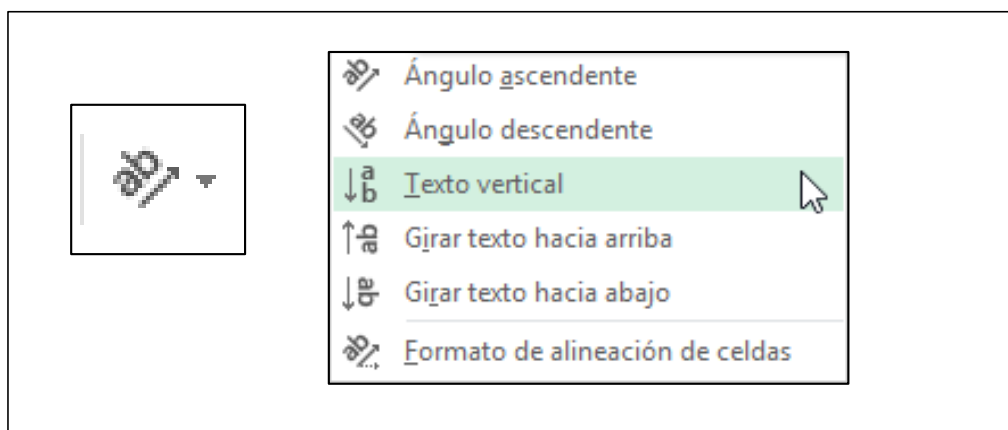 Ángulo ascendente
Ángulo descendente
Texto vertical
Girar texto hacia arriba
Girar texto hacia abajo
Formato de alineación de celdas